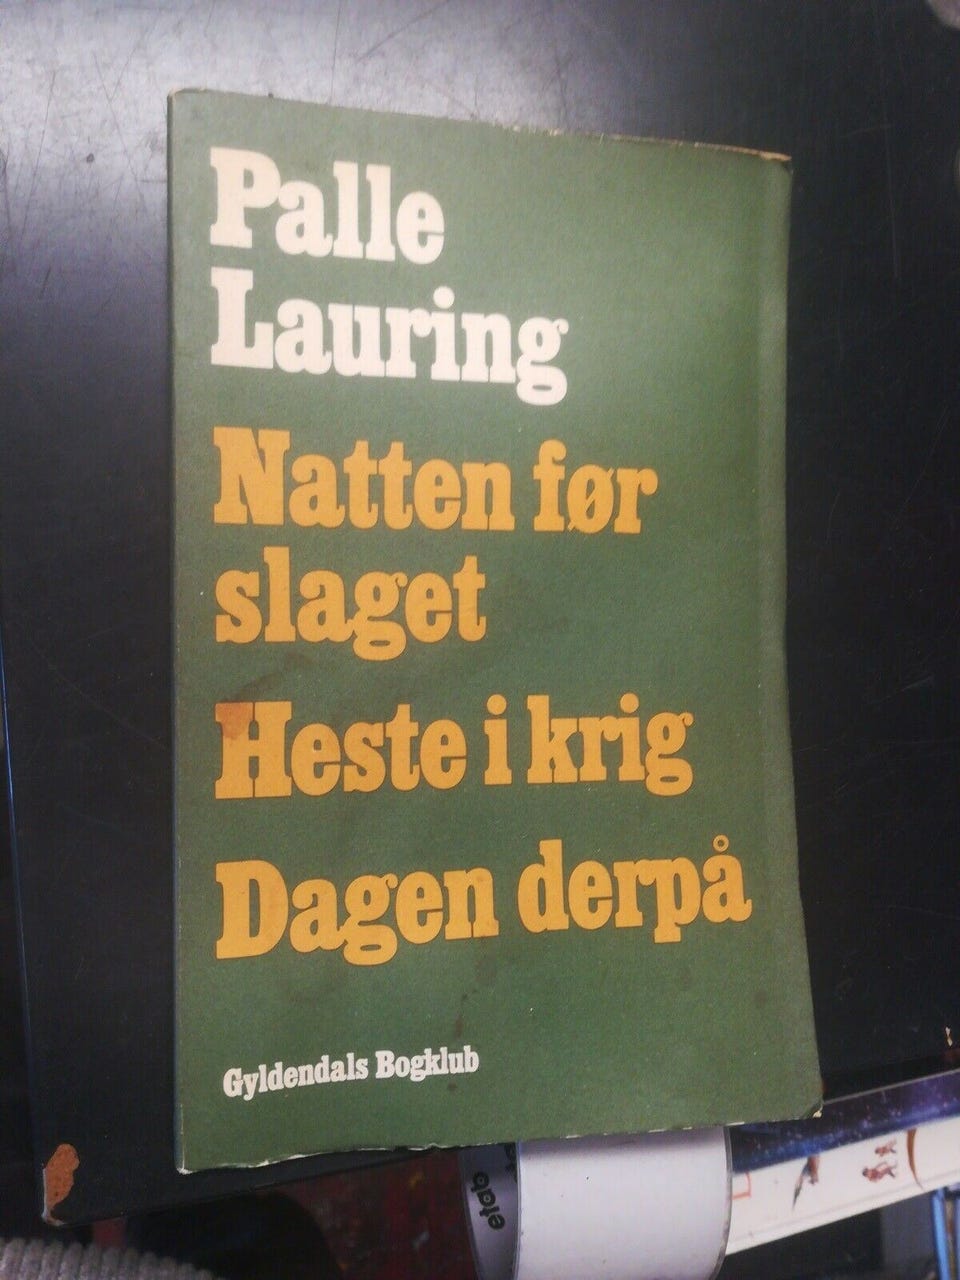 Palle
Lauring
Natten før
slaget
Heste i krig
Dagen derpå
Gyldendals Bogklub